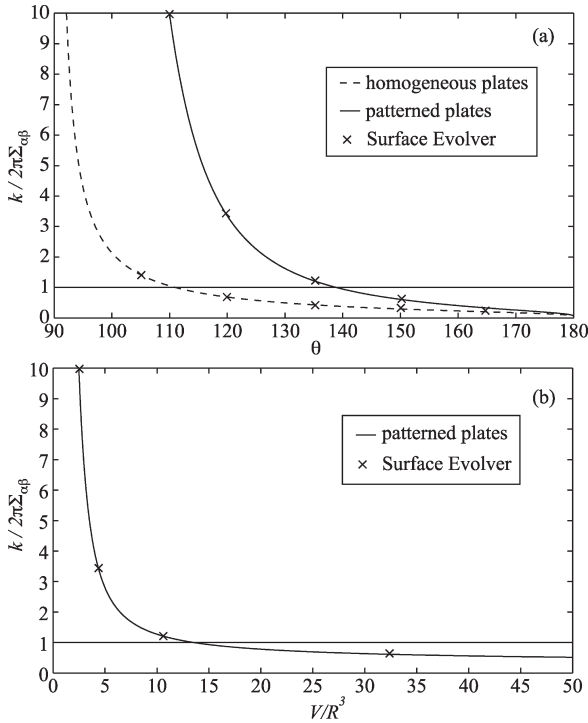 10
(a)
9
8
homogeneous plates
7
patterned plates
6
Surface Evolver
5
k / 2πΣαβ
4
3
2
1
0
90 100 110 120 130 140 150 160 170 180
θ
10
(b)
9
8
patterned plates
7
Surface Evolver
6
5
k / 2πΣαβ
4
3
2
1
0
0 5 10 15 20 25 30 35 40 45 50
V/R³